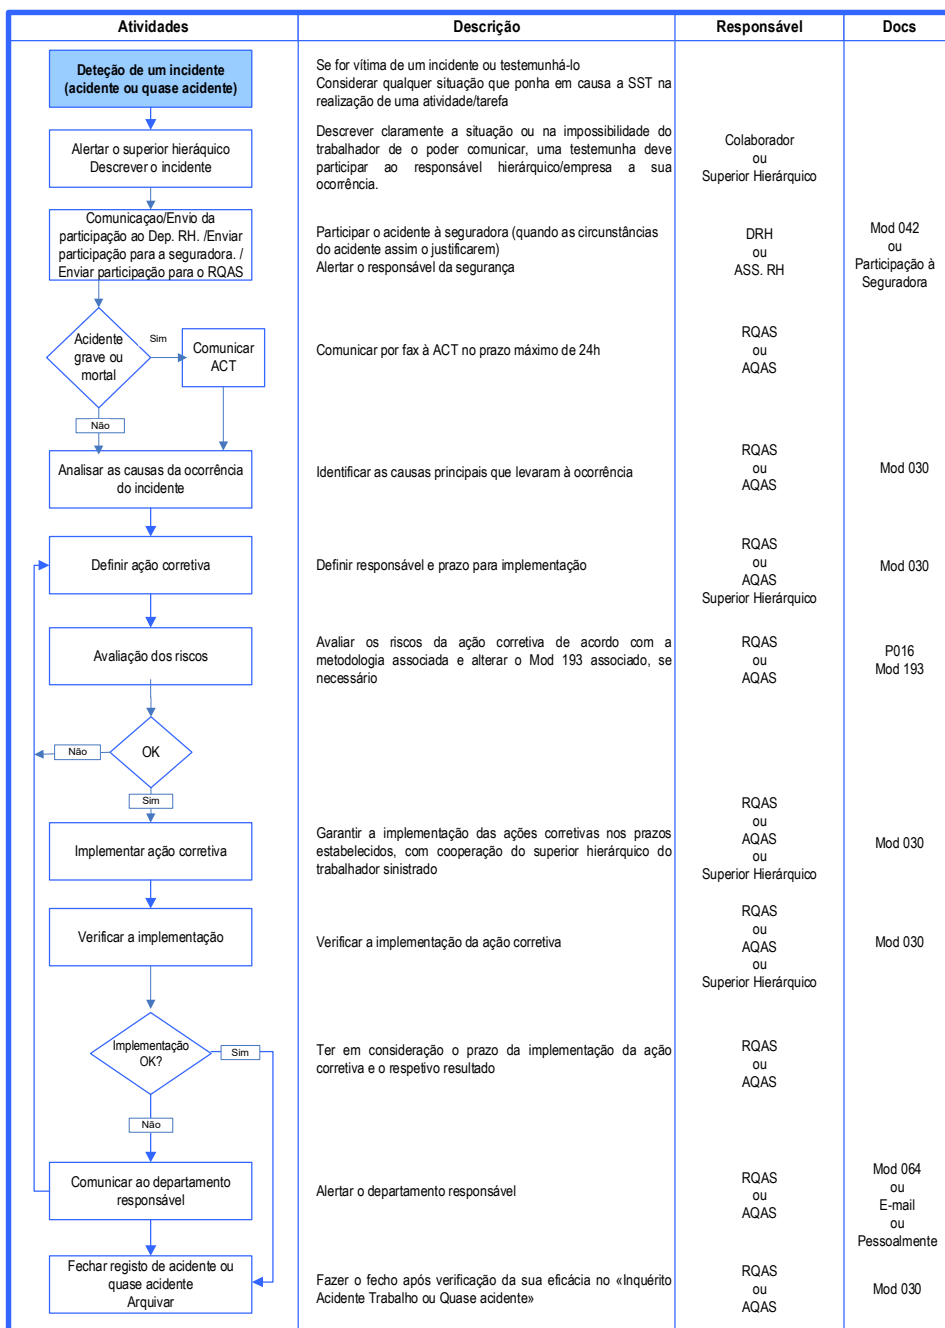 Atividades
Descrição
Responsável
Docs
Deteção de um incidente
(acidente ou quase acidente)
Se for vítima de um incidente ou testemunhá-lo
Considerar qualquer situação que ponha em causa a SST na
realização de uma atividade/tarefa
Alertar o superior hieráquico
Descrever o incidente
Descrever claramente a situação ou na impossibilidade do
trabalhador de o poder comunicar, uma testemunha deve
participar ao responsável hierárquico/empresa a sua
ocorrência.
Colaborador
ou
Superior Hierárquico
Comunicaçao/Envio da
participação ao Dep. RH. /Enviar
participação para a seguradora. /
Enviar participação para o RQAS
Participar o acidente à seguradora (quando as circunstâncias
do acidente assim o justificarem)
Alertar o responsável da segurança
DRH
ou
ASS. RH
Mod 042
ou
Participação à
Seguradora
Acidente
grave ou
mortal
Sim
Comunicar
ACT
Não
Comunicar por fax à ACT no prazo máximo de 24h
RQAS
ou
AQAS
Analisar as causas da ocorrência
do incidente
Identificar as causas principais que levaram à ocorrência
RQAS
ou
AQAS
Mod 030
Definir ação corretiva
Definir responsável e prazo para implementação
RQAS
ou
AQAS
Superior Hierárquico
Mod 030
Avaliação dos riscos
Avaliar os riscos da ação corretiva de acordo com a
metodologia associada e alterar o Mod 193 associado, se
necessário
RQAS
ou
AQAS
P016
Mod 193
OK
Não
Sim
Implementar ação corretiva
Garantir a implementação das ações corretivas nos prazos
estabelecidos, com cooperação do superior hierárquico do
trabalhador sinistrado
RQAS
ou
AQAS
ou
Superior Hierárquico
Mod 030
Verificar a implementação
Verificar a implementação da ação corretiva
RQAS
ou
AQAS
ou
Superior Hierárquico
Mod 030
Implementação
OK?
Sim
Não
Ter em consideração o prazo da implementação da ação
corretiva e o respetivo resultado
RQAS
ou
AQAS
Comunicar ao departamento
responsável
Alertar o departamento responsável
RQAS
ou
AQAS
Mod 064
ou
E-mail
ou
Pessoalmente
Fechar registo de acidente ou
quase acidente
Arquivar
Fazer o fecho após verificação da sua eficácia no «Inquérito
Acidente Trabalho ou Quase acidente»
RQAS
ou
AQAS
Mod 030